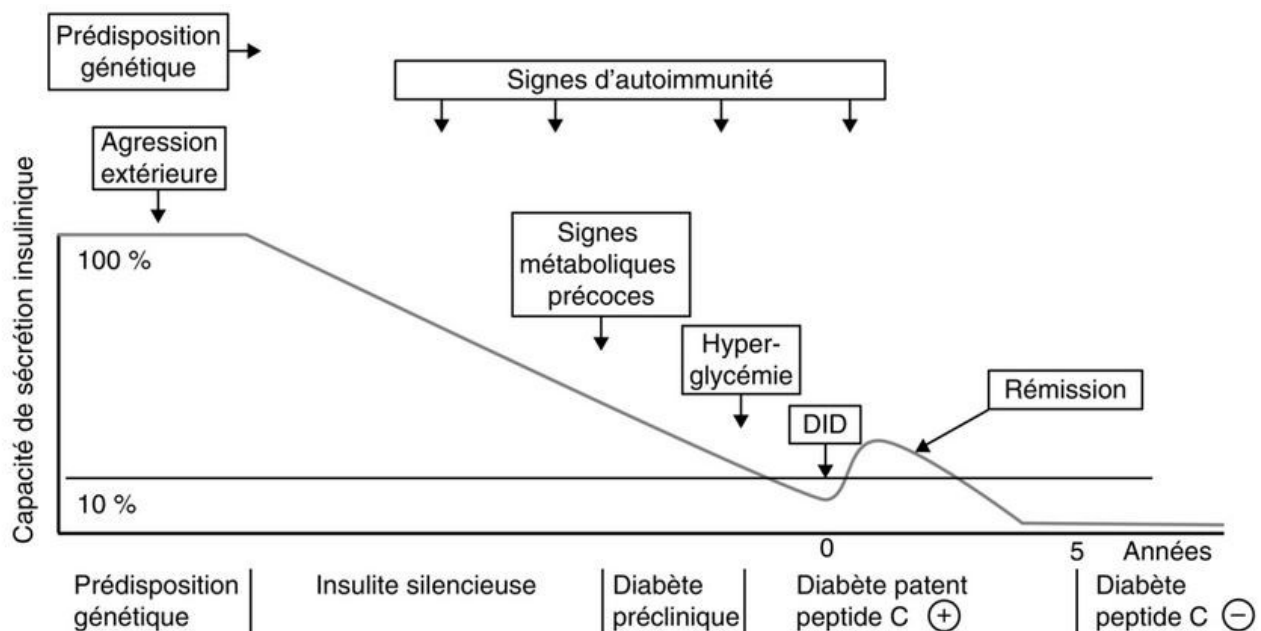 Prédisposition
génétique
Signes d'autoimmunité
Agression
extérieure
Capacité de sécrétion insulinique
100 %
Signes
métaboliques
précoces
Hyper-
glycémie
DID
Rémission
10 %
0
5
Années
Prédisposition
génétique
Insulite silencieuse
Diabète
préclinique
Diabète patent
peptide C +
Diabète
peptide C −